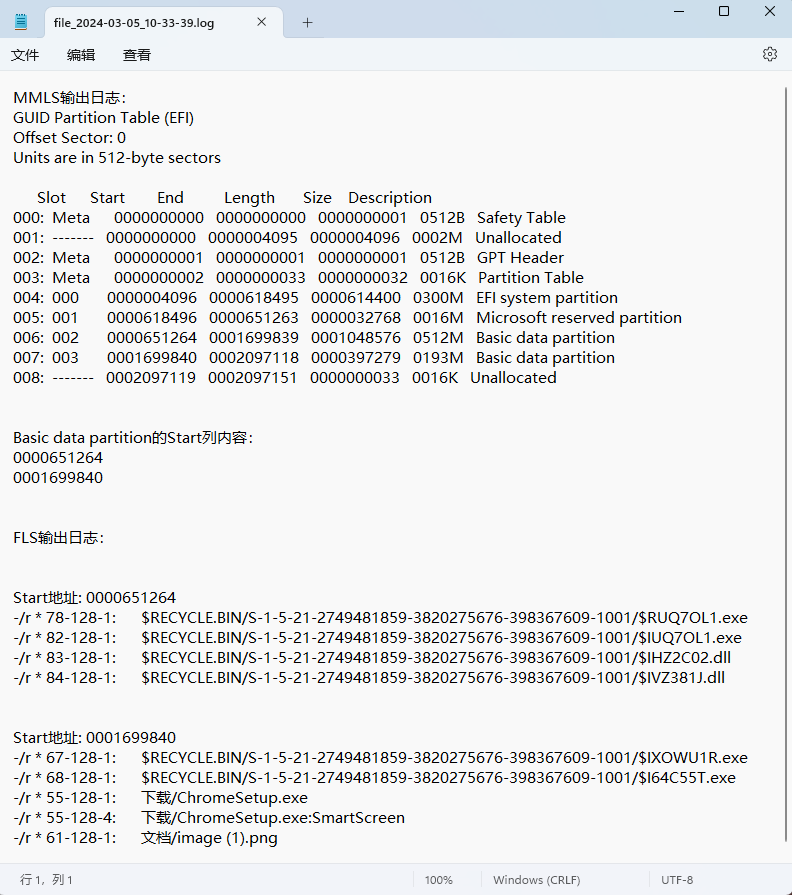 file_2024-03-05_10-33-39.log
文件 编辑 查看
MMLS输出日志：
GUID Partition Table (EFI)
Offset Sector: 0
Units are in 512-byte sectors
Slot Start End Length Size Description
000: Meta 0000000000 0000000000 0000000001 0512B Safety Table
001: ------- 0000000000 0000004095 0000004096 0002M Unallocated
002: Meta 0000000001 0000000001 0000000001 0512B GPT Header
003: Meta 0000000002 0000000033 0000000032 0016K Partition Table
004: 000 0000004096 0000618495 0000614400 0300M EFI system partition
005: 001 0000618496 0000651263 0000032768 0016M Microsoft reserved partition
006: 002 0000651264 0001699839 0001048576 0512M Basic data partition
007: 003 0001699840 0002097118 0000397279 0193M Basic data partition
008: ------- 0002097119 0002097151 0000000033 0016K Unallocated
Basic data partition的Start列内容：
0000651264
0001699840
FLS输出日志：
Start地址: 0000651264
-/r * 78-128-1: $RECYCLE.BIN/S-1-5-21-2749481859-3820275676-398367609-1001/$RUQ7OL1.exe
-/r * 82-128-1: $RECYCLE.BIN/S-1-5-21-2749481859-3820275676-398367609-1001/$IUQ7OL1.exe
-/r * 83-128-1: $RECYCLE.BIN/S-1-5-21-2749481859-3820275676-398367609-1001/$IHZ2C02.dll
-/r * 84-128-1: $RECYCLE.BIN/S-1-5-21-2749481859-3820275676-398367609-1001/$IVZ381J.dll
Start地址: 0001699840
-/r * 67-128-1: $RECYCLE.BIN/S-1-5-21-2749481859-3820275676-398367609-1001/$IXOWU1R.exe
-/r * 68-128-1: $RECYCLE.BIN/S-1-5-21-2749481859-3820275676-398367609-1001/$I64C55T.exe
-/r * 55-128-1: 下载/ChromeSetup.exe
-/r * 55-128-4: 下载/ChromeSetup.exe:SmartScreen
-/r * 61-128-1: 文档/image (1).png
行 1，列 1 100% Windows (CRLF) UTF-8